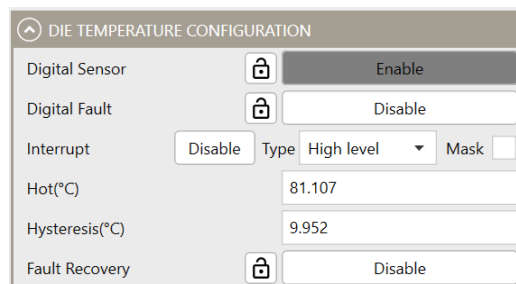 DIE TEMPERATURE CONFIGURATION
Digital Sensor Enable
Digital Fault Disable
Interrupt Disable Type High level Mask
Hot(°C) 81.107
Hysteresis(°C) 9.952
Fault Recovery Disable